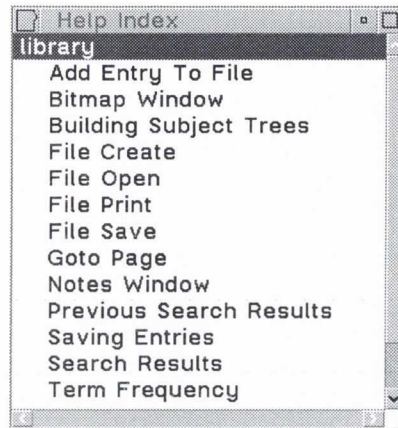 Help Index
library
Add Entry To File
Bitmap Window
Building Subject Trees
File Create
File Open
File Print
File Save
Goto Page
Notes Window
Previous Search Results
Saving Entries
Search Results
Term Frequency